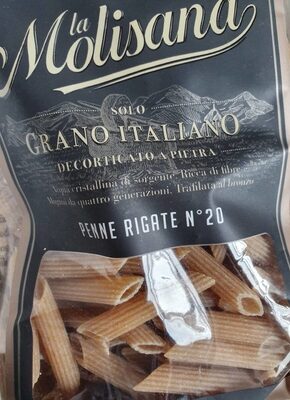 la
Molisana
SOLO
GRANO ITALIANO
DECORTICATO A PIETRA
Acqua cristallina di sorgente. Ricca di fibre e
Mugnai da quattro generazioni. Trafilata al bronzo
PENNE RIGATE N°20